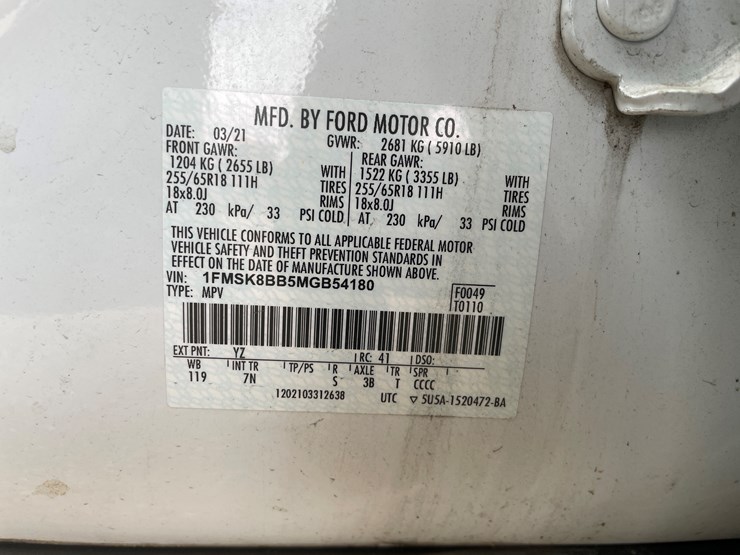 MFD. BY FORD MOTOR CO.
DATE: 03/21 GVWR: 2681 KG ( 5910 LB)
FRONT GAWR: REAR GAWR:
1204 KG ( 2655 LB) WITH 1522 KG ( 3355 LB) WITH
255/65R18 111H TIRES 255/65R18 111H TIRES
18x8.0J RIMS 18x8.0J RIMS
AT 230 kPa/ 33 PSI COLD AT 230 kPa/ 33 PSI COLD
THIS VEHICLE CONFORMS TO ALL APPLICABLE FEDERAL MOTOR
VEHICLE SAFETY AND THEFT PREVENTION STANDARDS IN
EFFECT ON THE DATE OF MANUFACTURE SHOWN ABOVE.
VIN: 1FMSK8BB5MGB54180
TYPE: MPV F0049
T0110
EXT PNT: YZ RC: 41 DSO:
WB INT TR TP/PS R AXLE TR SPR
119 7N S 3B T CCCC
1202103312638 UTC ▽ 5U5A-1520472-BA